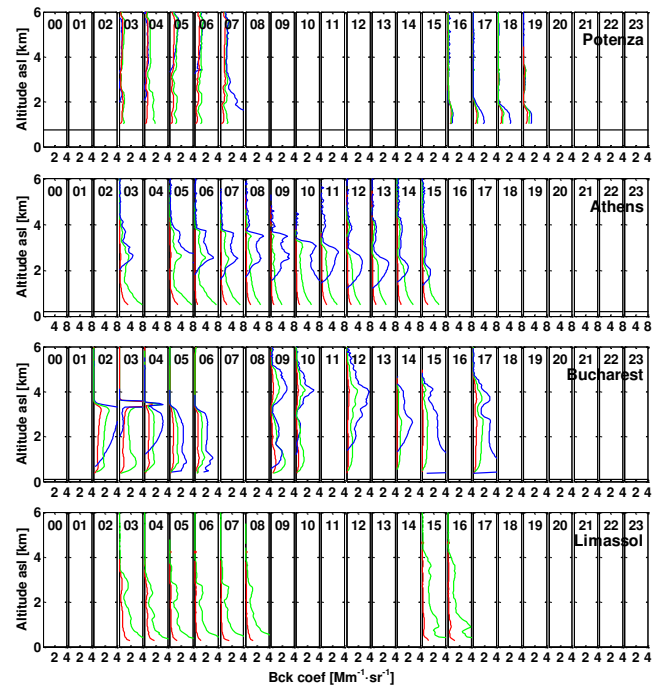 6
4
2
0
Altitude asl [km]
00 01 02 03 04 05 06 07 08 09 10 11 12 13 14 15 16 17 18 19 20 21 22 23
Potenza
2 4 2 4 2 4 2 4 2 4 2 4 2 4 2 4 2 4 2 4 2 4 2 4 2 4 2 4 2 4 2 4 2 4 2 4 2 4 2 4 2 4 2 4 2 4 2 4
6
4
2
0
Altitude asl [km]
00 01 02 03 04 05 06 07 08 09 10 11 12 13 14 15 16 17 18 19 20 21 22 23
Athens
4 8 4 8 4 8 4 8 4 8 4 8 4 8 4 8 4 8 4 8 4 8 4 8 4 8 4 8 4 8 4 8 4 8 4 8 4 8 4 8 4 8 4 8 4 8 4 8
6
4
2
0
Altitude asl [km]
00 01 02 03 04 05 06 07 08 09 10 11 12 13 14 15 16 17 18 19 20 21 22 23
Bucharest
2 4 2 4 2 4 2 4 2 4 2 4 2 4 2 4 2 4 2 4 2 4 2 4 2 4 2 4 2 4 2 4 2 4 2 4 2 4 2 4 2 4 2 4 2 4 2 4
6
4
2
0
Altitude asl [km]
00 01 02 03 04 05 06 07 08 09 10 11 12 13 14 15 16 17 18 19 20 21 22 23
Limassol
2 4 2 4 2 4 2 4 2 4 2 4 2 4 2 4 2 4 2 4 2 4 2 4 2 4 2 4 2 4 2 4 2 4 2 4 2 4 2 4 2 4 2 4 2 4 2 4
Bck coef [Mm⁻¹·sr⁻¹]